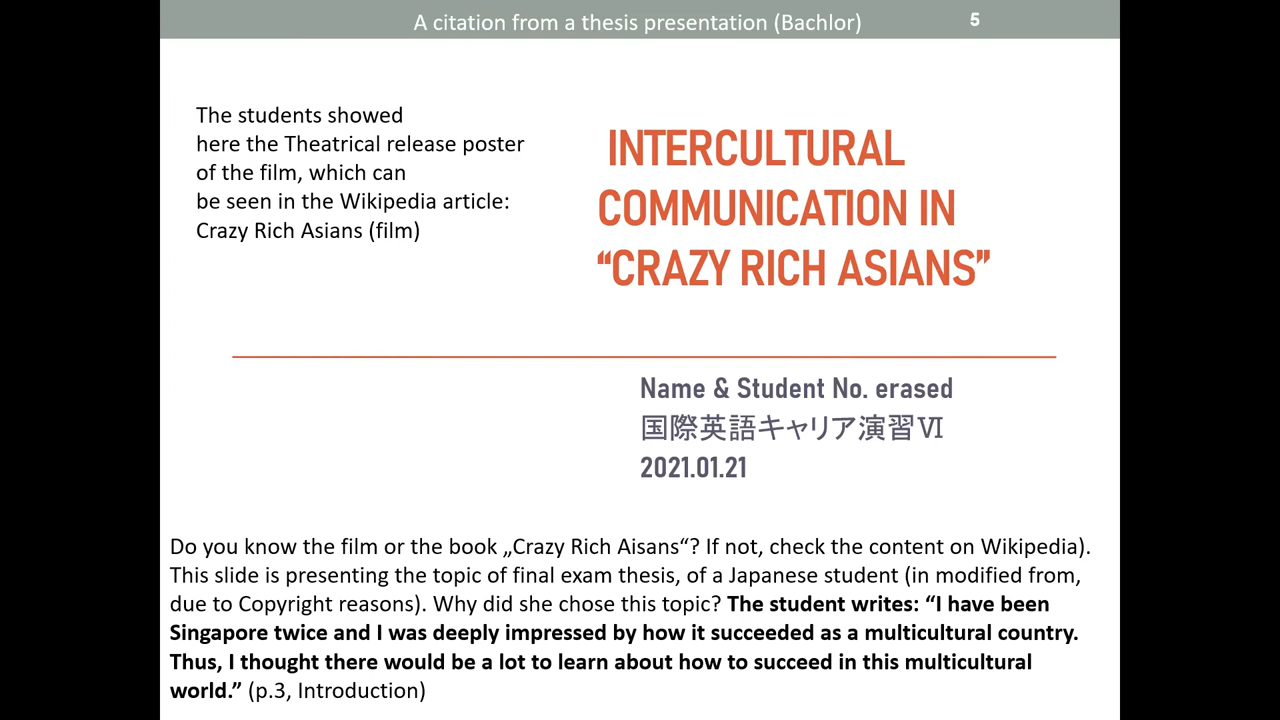 A citation from a thesis presentation (Bachlor)
5
The students showed
here the Theatrical release poster
of the film, which can
be seen in the Wikipedia article:
Crazy Rich Asians (film)
INTERCULTURAL
COMMUNICATION IN
“CRAZY RICH ASIANS”
Name & Student No. erased
国際英語キャリア演習Ⅵ
2021.01.21
Do you know the film or the book „Crazy Rich Aisans“? If not, check the content on Wikipedia).
This slide is presenting the topic of final exam thesis, of a Japanese student (in modified from,
due to Copyright reasons). Why did she chose this topic? The student writes: “I have been
Singapore twice and I was deeply impressed by how it succeeded as a multicultural country.
Thus, I thought there would be a lot to learn about how to succeed in this multicultural
world.” (p.3, Introduction)